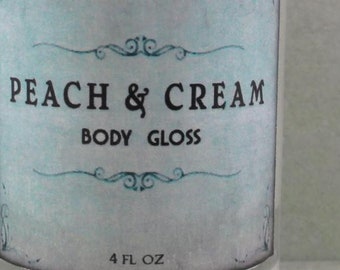 PEACH & CREAM
BODY GLOSS
4 FL OZ